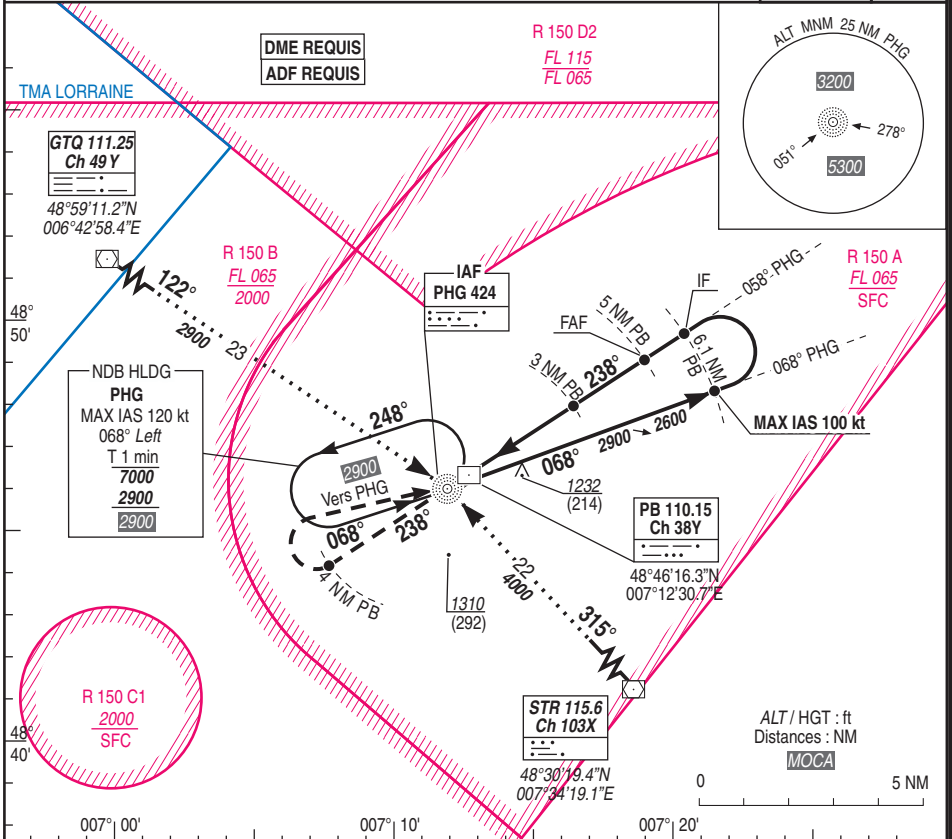 R 150 D2
FL 115
FL 065
DME REQUIS
ADF REQUIS
TMA LORRAINE
ALT MNM 25 NM PHG
3200
278°
051°
5300
GTQ 111.25
Ch 49Y
48°59'11.2"N
006°42'58.4"E
R 150 B
FL 065
2000
IAF
PHG 424
R 150 A
FL 065
SFC
122°
2900
23
48°
50'
058° PHG
IF
FAF
5 NM PB
6.1 NM PB
3 NM PB
238°
068° PHG
MAX IAS 100 kt
068°
2900
2600
NDB HLDG
PHG
MAX IAS 120 kt
068° Left
T 1 min
7000
2900
2900
248°
2900
Vers PHG
068°
238°
4 NM PB
1232
(214)
PB 110.15
Ch 38Y
48°46'16.3"N
007°12'30.7"E
1310
(292)
22
4000
315°
STR 115.6
Ch 103X
48°30'19.4"N
007°34'19.1"E
R 150 C1
2000
SFC
48°
40'
ALT / HGT : ft
Distances : NM
MOCA
0
5 NM
007°00'
007°10'
007°20'